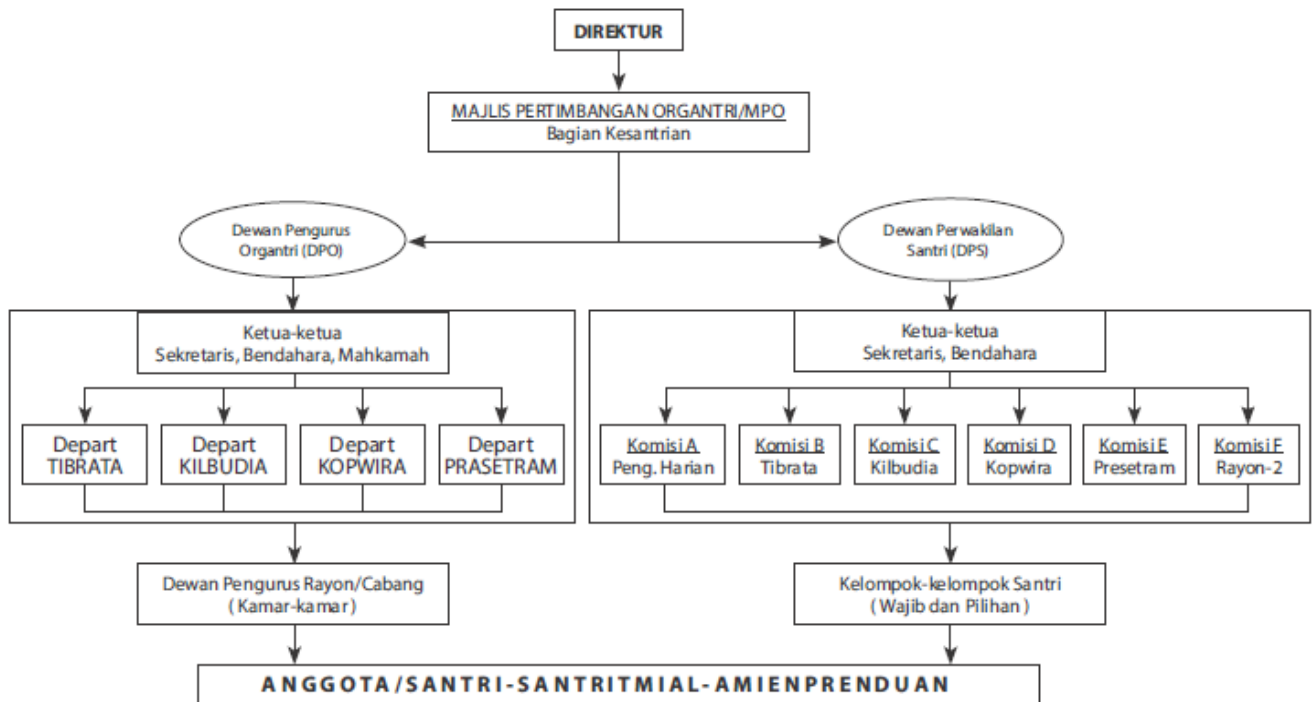 DIREKTUR
MAJLIS PERTIMBANGAN ORGANTRI/MPO
Bagian Kesantrian
Dewan Pengurus
Organtri (DPO)
Dewan Perwakilan
Santri (DPS)
Ketua-ketua
Sekretaris, Bendahara, Mahkamah
Ketua-ketua
Sekretaris, Bendahara
Depart
TIBRATA
Depart
KILBUDIA
Depart
KOPWIRA
Depart
PRASETRAM
Komisi A
Peng. Harian
Komisi B
Tibrata
Komisi C
Kilbudia
Komisi D
Kopwira
Komisi E
Presetram
Komisi F
Rayon-2
Dewan Pengurus Rayon/Cabang
( Kamar-kamar )
Kelompok-kelompok Santri
( Wajib dan Pilihan )
ANGGOTA/SANTRI-SANTRITMIAL-AMIENPRENDUAN